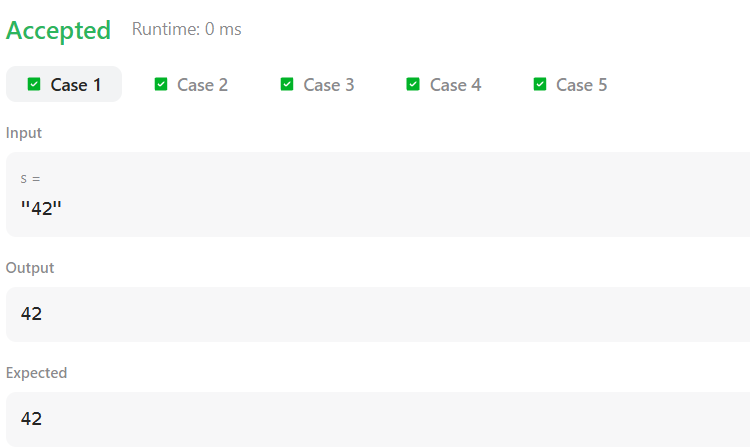 Accepted Runtime: 0 ms
Case 1 Case 2 Case 3 Case 4 Case 5
Input
s =
"42"
Output
42
Expected
42